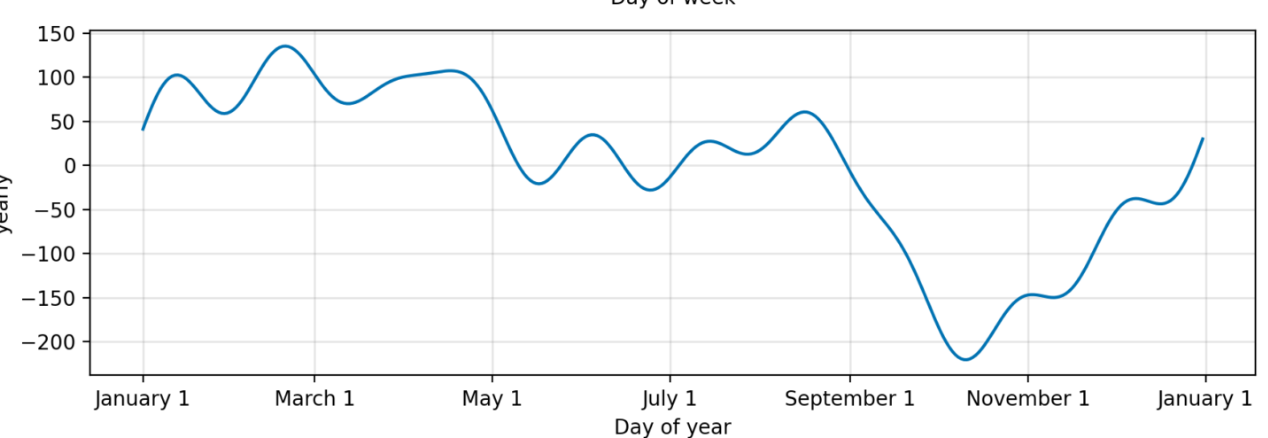 Day of week
150
100
50
0
−50
−100
−150
−200
yearly
January 1 March 1 May 1 July 1 September 1 November 1 January 1
Day of year